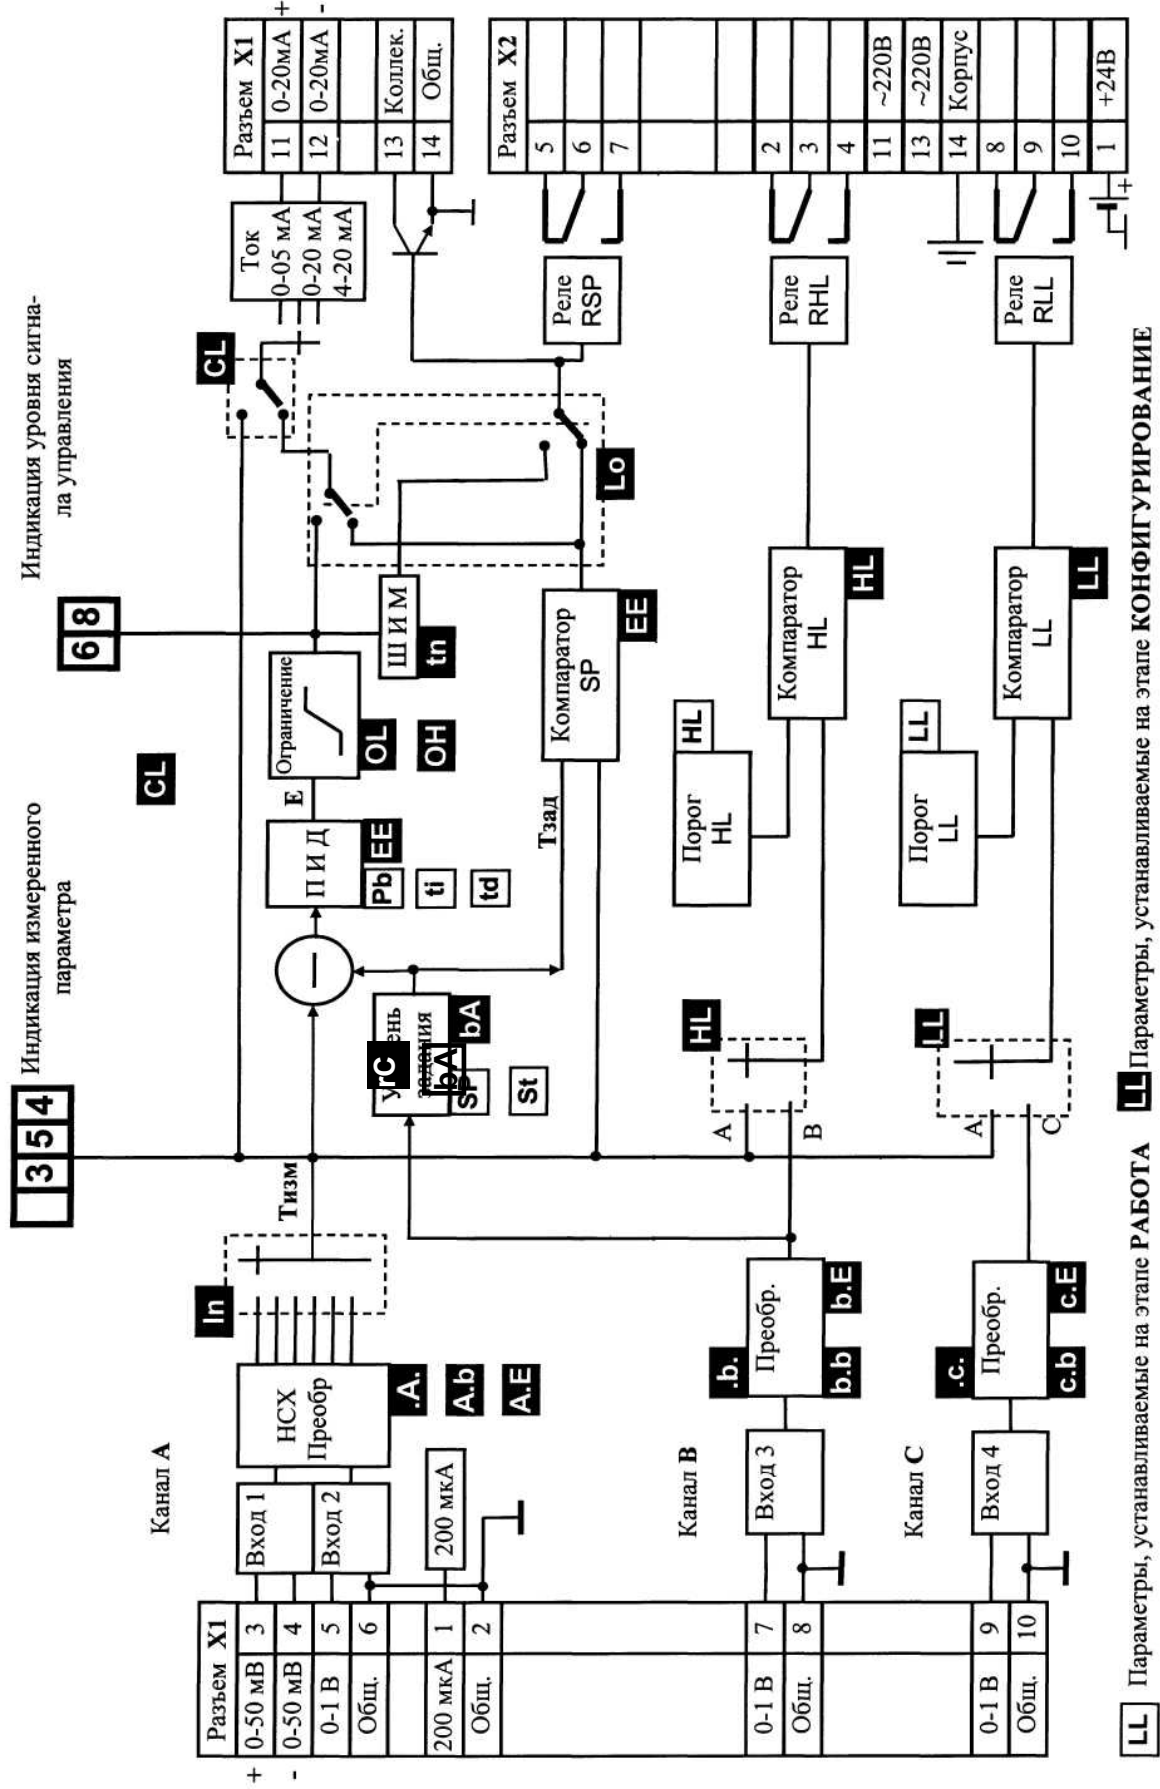 Индикация измеренного
параметра
3 5 4
Индикация уровня сигна-
ла управления
6 8
CL
CL
Канал А
Разъем X1
+ 0-50 мВ 3
- 0-50 мВ 4
0-1 В 5
Общ. 6
200 мкА 1
Общ. 2
0-1 В 7
Общ. 8
0-1 В 9
Общ. 10
Вход 1
Вход 2
200 мкА
НСХ
Преобр
.А.
A.b
A.E
In
Тизм
rC
задания
bA
bA
SP
St
ПИД
EE
Pb
ti
td
E
Ограничение
OL
OH
ШИМ
tn
Lo
Ток
0-05 мА
0-20 мА
4-20 мА
Разъем X1
11 0-20мА +
12 0-20мА -
13 Коллек.
14 Общ.
Тзад
Компаратор
SP
EE
Реле
RSP
Разъем X2
5
6
7
2
3
4
11 ~220В
13 ~220В
14 Корпус
8
9
10
1 +24В
+
Канал В
Вход 3
Преобр.
.b.
b.b
b.E
A
B
HL
Порог
HL
HL
Компаратор
HL
HL
Реле
RHL
Канал С
Вход 4
Преобр.
.c.
c.b
c.E
A
C
LL
Порог
LL
LL
Компаратор
LL
LL
Реле
RLL
LL Параметры, устанавливаемые на этапе РАБОТА
LL Параметры, устанавливаемые на этапе КОНФИГУРИРОВАНИЕ